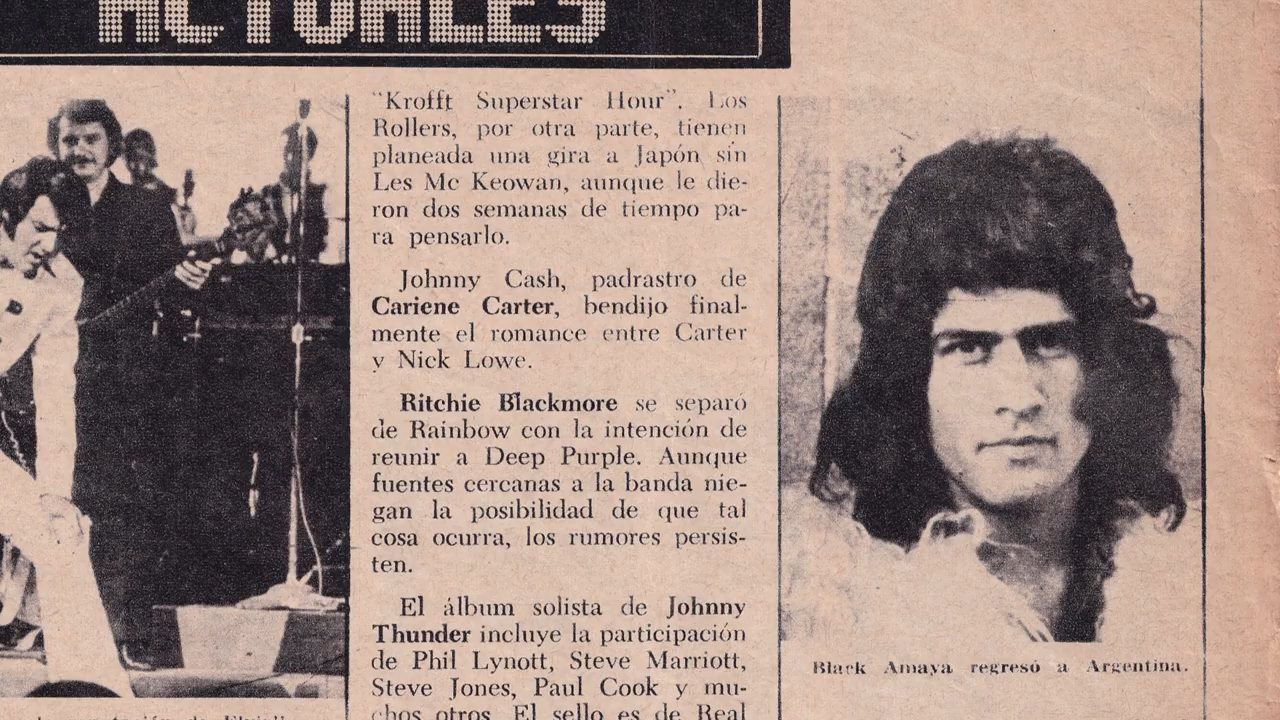 ACTUALES
"Krofft Superstar Hour". Los
Rollers, por otra parte, tienen
planeada una gira a Japón sin
Les Mc Keowan, aunque le die-
ron dos semanas de tiempo pa-
ra pensarlo.
Johnny Cash, padrastro de
Cariene Carter, bendijo final-
mente el romance entre Carter
y Nick Lowe.
Ritchie Blackmore se separó
de Rainbow con la intención de
reunir a Deep Purple. Aunque
fuentes cercanas a la banda nie-
gan la posibilidad de que tal
cosa ocurra, los rumores persis-
ten.
El álbum solista de Johnny
Thunder incluye la participación
de Phil Lynott, Steve Marriott,
Steve Jones, Paul Cook y mu-
chos otros. El sello es de Real
Black Amaya regresó a Argentina.